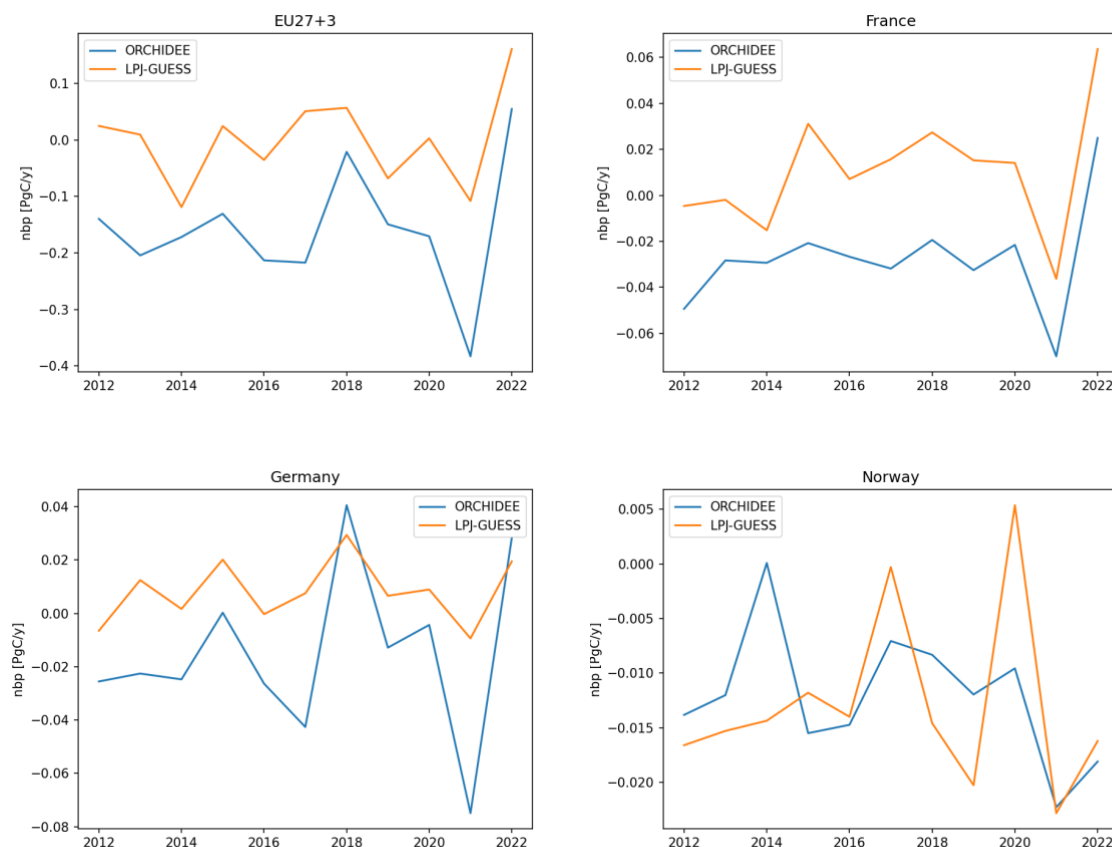 EU27+3
ORCHIDEE
LPJ-GUESS
nbp [PgC/y]
0.1
0.0
−0.1
−0.2
−0.3
−0.4
2012 2014 2016 2018 2020 2022
France
ORCHIDEE
LPJ-GUESS
nbp [PgC/y]
0.06
0.04
0.02
0.00
−0.02
−0.04
−0.06
2012 2014 2016 2018 2020 2022
Germany
ORCHIDEE
LPJ-GUESS
nbp [PgC/y]
0.04
0.02
0.00
−0.02
−0.04
−0.06
−0.08
2012 2014 2016 2018 2020 2022
Norway
ORCHIDEE
LPJ-GUESS
nbp [PgC/y]
0.005
0.000
−0.005
−0.010
−0.015
−0.020
2012 2014 2016 2018 2020 2022